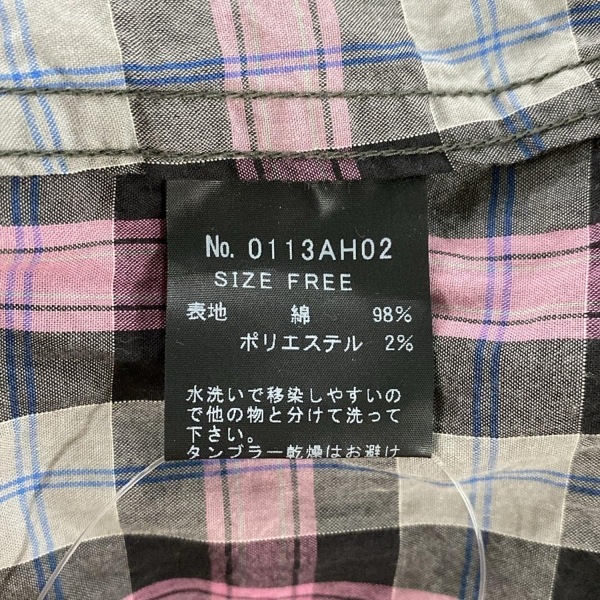 No. 0113AH02
SIZE FREE
表地 綿 98%
ポリエステル 2%
水洗いで移染しやすいの
で他の物と分けて洗って
下さい。
タンブラー乾燥はお避け